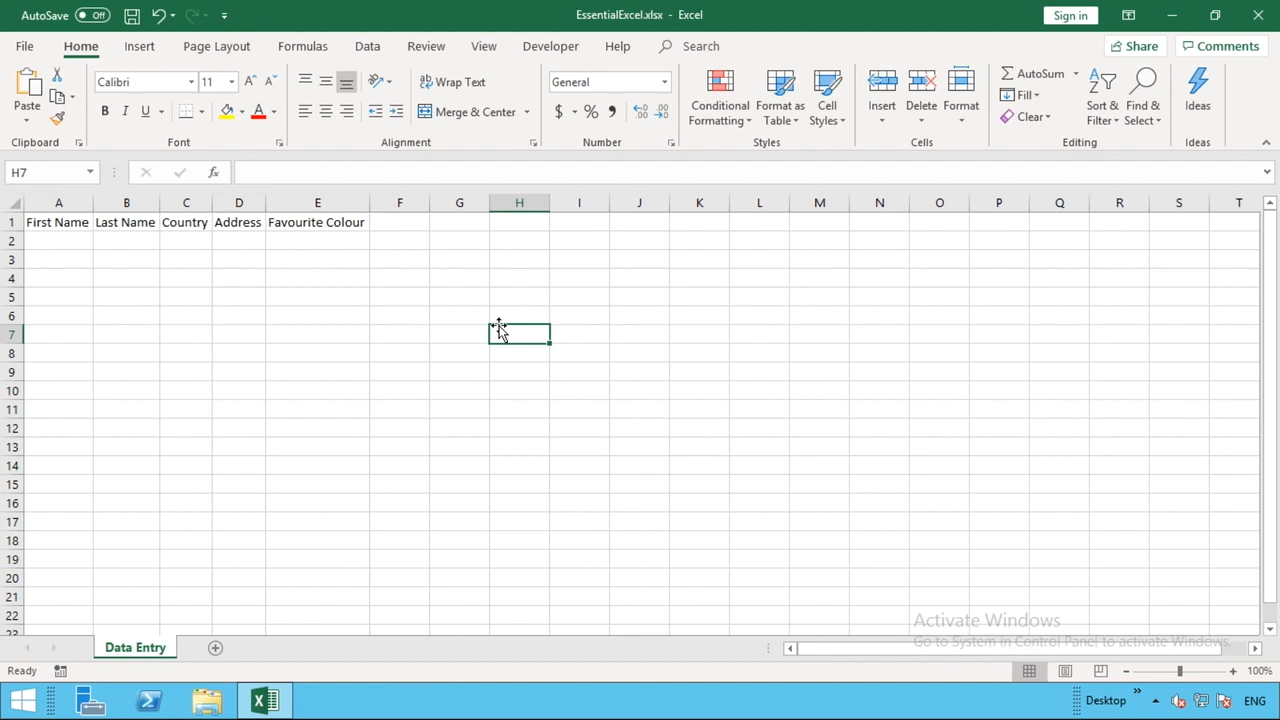 AutoSave Off EssentialExcel.xlsx - Excel Sign in
File Home Insert Page Layout Formulas Data Review View Developer Help Search Share Comments
Paste Calibri 11 A A Wrap Text General Conditional Formatting Format as Table Cell Styles Insert Delete Format AutoSum Fill Clear Sort & Filter Find & Select Ideas
B I U A Merge & Center $ % ,
Clipboard Font Alignment Number Styles Cells Editing Ideas
H7 fx
A B C D E F G H I J K L M N O P Q R S T
1 First Name Last Name Country Address Favourite Colour
2
3
4
5
6
7
8
9
10
11
12
13
14
15
16
17
18
19
20
21
22
23
Activate Windows
Go to System in Control Panel to activate Windows.
Data Entry
Ready 100%
Desktop ENG